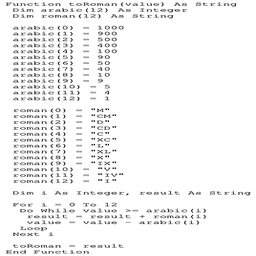 Function toRoman(value) As String
Dim arabic(12) As Integer
Dim roman(12) As String
arabic(0) = 1000
arabic(1) = 900
arabic(2) = 500
arabic(3) = 400
arabic(4) = 100
arabic(5) = 90
arabic(6) = 50
arabic(7) = 40
arabic(8) = 10
arabic(9) = 9
arabic(10) = 5
arabic(11) = 4
arabic(12) = 1
roman(0) = "M"
roman(1) = "CM"
roman(2) = "D"
roman(3) = "CD"
roman(4) = "C"
roman(5) = "XC"
roman(6) = "L"
roman(7) = "XL"
roman(8) = "X"
roman(9) = "IX"
roman(10) = "V"
roman(11) = "IV"
roman(12) = "I"
Dim i As Integer, result As String
For i = 0 To 12
Do While value >= arabic(i)
result = result + roman(i)
value = value - arabic(i)
Loop
Next i
toRoman = result
End Function